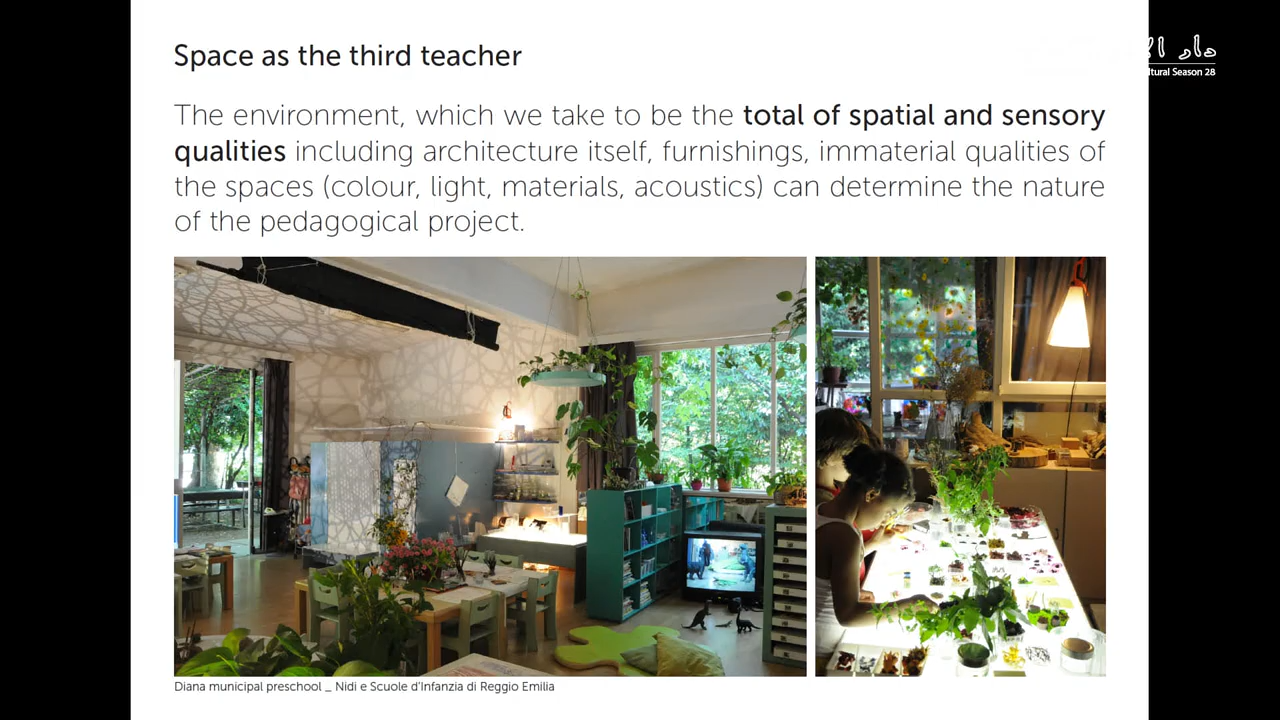 Space as the third teacher
The environment, which we take to be the total of spatial and sensory
qualities including architecture itself, furnishings, immaterial qualities of
the spaces (colour, light, materials, acoustics) can determine the nature
of the pedagogical project.
Diana municipal preschool _ Nidi e Scuole d'Infanzia di Reggio Emilia
دار
Season 28